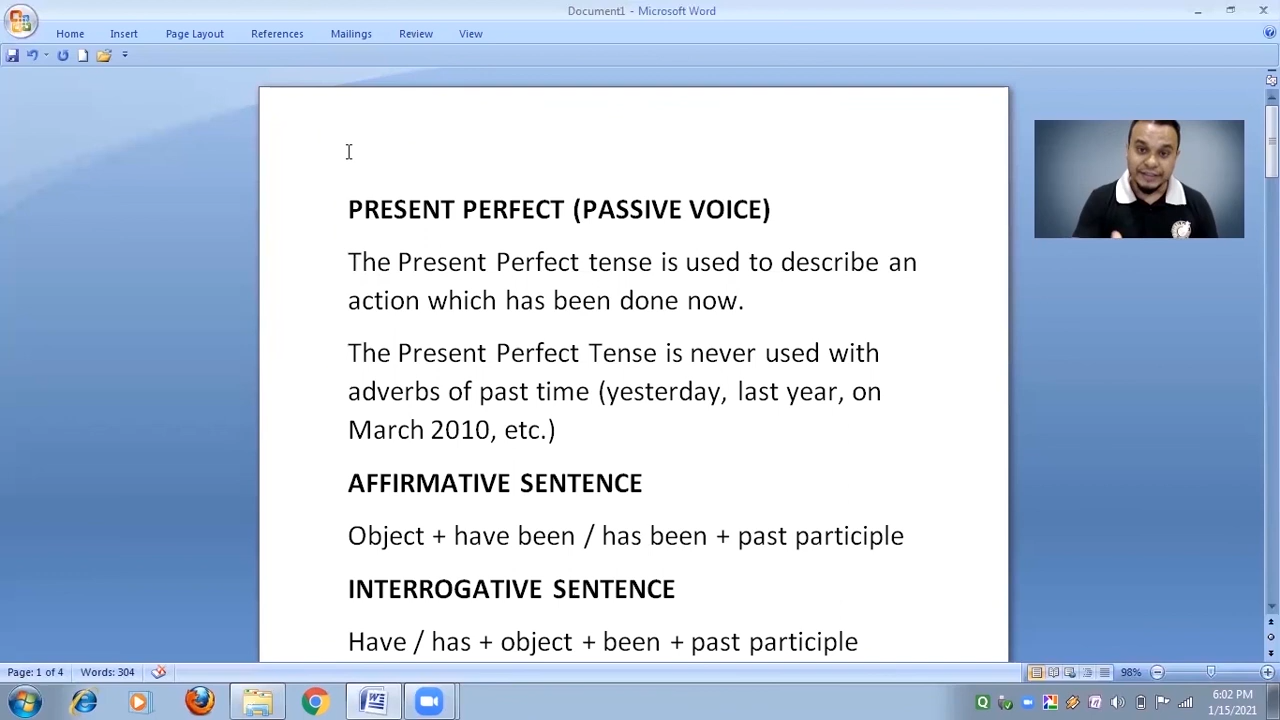 Document1 - Microsoft Word
Home Insert Page Layout References Mailings Review View
PRESENT PERFECT (PASSIVE VOICE)
The Present Perfect tense is used to describe an
action which has been done now.
The Present Perfect Tense is never used with
adverbs of past time (yesterday, last year, on
March 2010, etc.)
AFFIRMATIVE SENTENCE
Object + have been / has been + past participle
INTERROGATIVE SENTENCE
Have / has + object + been + past participle
Page: 1 of 4 Words: 304 98%
6:02 PM
1/15/2021